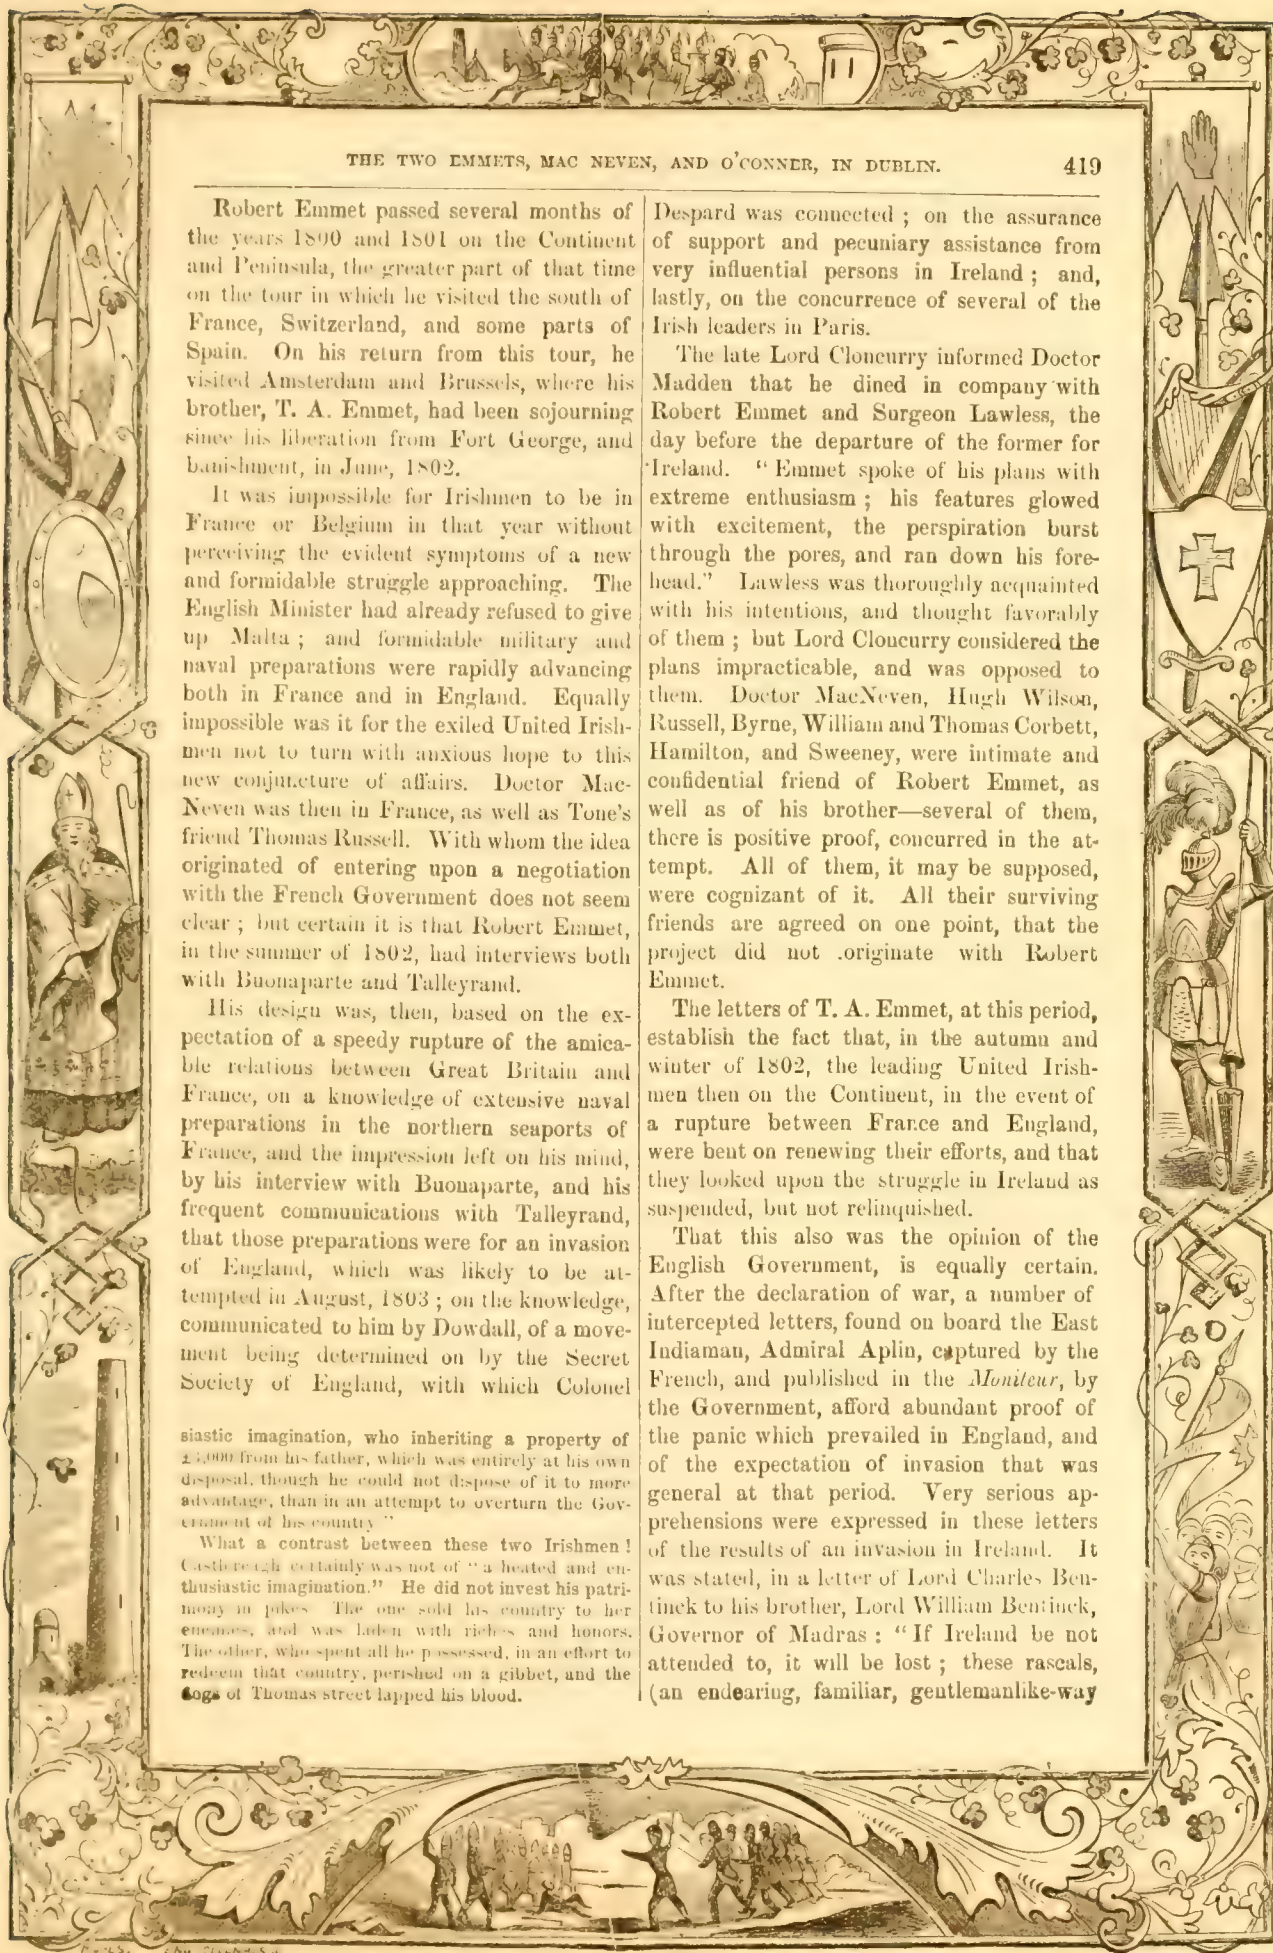 THE TWO EMMETS, MAC NEVEN, AND O'CONNER, IN DUBLIN.
419
Robert Emmet passed several months of
the years 1800 and 1801 on the Continent
and Peninsula, the greater part of that time
on the tour in which he visited the south of
France, Switzerland, and some parts of
Spain. On his return from this tour, he
visited Amsterdam and Brussels, where his
brother, T. A. Emmet, had been sojourning
since his liberation from Fort George, and
banishment, in June, 1802.
It was impossible for Irishmen to be in
France or Belgium in that year without
perceiving the evident symptoms of a new
and formidable struggle approaching. The
English Minister had already refused to give
up Malta ; and formidable military and
naval preparations were rapidly advancing
both in France and in England. Equally
impossible was it for the exiled United Irish-
men not to turn with anxious hope to this
new conjuncture of affairs. Doctor Mac-
Neven was then in France, as well as Tone's
friend Thomas Russell. With whom the idea
originated of entering upon a negotiation
with the French Government does not seem
clear ; but certain it is that Robert Emmet,
in the summer of 1802, had interviews both
with Buonaparte and Talleyrand.
His design was, then, based on the ex-
pectation of a speedy rupture of the amica-
ble relations between Great Britain and
France, on a knowledge of extensive naval
preparations in the northern seaports of
France, and the impression left on his mind,
by his interview with Buonaparte, and his
frequent communications with Talleyrand,
that those preparations were for an invasion
of England, which was likely to be at-
tempted in August, 1803 ; on the knowledge,
communicated to him by Dowdall, of a move-
ment being determined on by the Secret
Society of England, with which Colonel
siastic imagination, who inheriting a property of
from his father, which was entirely at his own
disposal, though he could not dispose of it to more
advantage, than in an attempt to overturn the Gov-
ernment of his country."
What a contrast between these two Irishmen !
Castlereagh certainly was not of "a heated and en-
thusiastic imagination." He did not invest his patri-
mony in pikes. The one sold his country to her
enemies, and was laden with riches and honors.
The other, who spent all he possessed, in an effort to
redeem that country, perished on a gibbet, and the
dogs of Thomas street lapped his blood.
Despard was connected ; on the assurance
of support and pecuniary assistance from
very influential persons in Ireland ; and,
lastly, on the concurrence of several of the
Irish leaders in Paris.
The late Lord Cloncurry informed Doctor
Madden that he dined in company with
Robert Emmet and Surgeon Lawless, the
day before the departure of the former for
Ireland. "Emmet spoke of his plans with
extreme enthusiasm ; his features glowed
with excitement, the perspiration burst
through the pores, and ran down his fore-
head." Lawless was thoroughly acquainted
with his intentions, and thought favorably
of them ; but Lord Cloucurry considered the
plans impracticable, and was opposed to
them. Doctor MacNeven, Hugh Wilson,
Russell, Byrne, William and Thomas Corbett,
Hamilton, and Sweeney, were intimate and
confidential friend of Robert Emmet, as
well as of his brother—several of them,
there is positive proof, concurred in the at-
tempt. All of them, it may be supposed,
were cognizant of it. All their surviving
friends are agreed on one point, that the
project did not originate with Robert
Emmet.
The letters of T. A. Emmet, at this period,
establish the fact that, in the autumn and
winter of 1802, the leading United Irish-
men then on the Continent, in the event of
a rupture between France and England,
were bent on renewing their efforts, and that
they looked upon the struggle in Ireland as
suspended, but not relinquished.
That this also was the opinion of the
English Government, is equally certain.
After the declaration of war, a number of
intercepted letters, found on board the East
Indiaman, Admiral Aplin, captured by the
French, and published in the Moniteur, by
the Government, afford abundant proof of
the panic which prevailed in England, and
of the expectation of invasion that was
general at that period. Very serious ap-
prehensions were expressed in these letters
of the results of an invasion in Ireland. It
was stated, in a letter of Lord Charles Ben-
tinck to his brother, Lord William Bentinck,
Governor of Madras : "If Ireland be not
attended to, it will be lost ; these rascals,
(an endearing, familiar, gentlemanlike-way